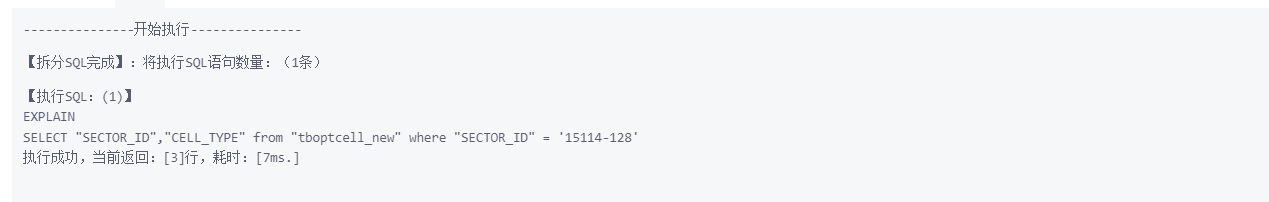 ---------------开始执行---------------
【拆分SQL完成】：将执行SQL语句数量：（1条）
【执行SQL：(1)】
EXPLAIN
SELECT "SECTOR_ID","CELL_TYPE" from "tboptcell_new" where "SECTOR_ID" = '15114-128'
执行成功，当前返回：[3]行，耗时：[7ms.]